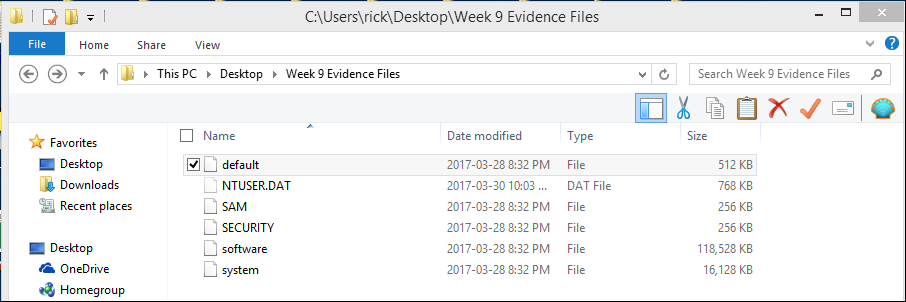 C:\Users\rick\Desktop\Week 9 Evidence Files
File Home Share View
This PC Desktop Week 9 Evidence Files Search Week 9 Evidence Files
Favorites
Desktop
Downloads
Recent places
Desktop
OneDrive
Homegroup
Name Date modified Type Size
default 2017-03-28 8:32 PM File 512 KB
NTUSER.DAT 2017-03-30 10:03 ... DAT File 768 KB
SAM 2017-03-28 8:32 PM File 256 KB
SECURITY 2017-03-28 8:32 PM File 256 KB
software 2017-03-28 8:32 PM File 118,528 KB
system 2017-03-28 8:32 PM File 16,128 KB